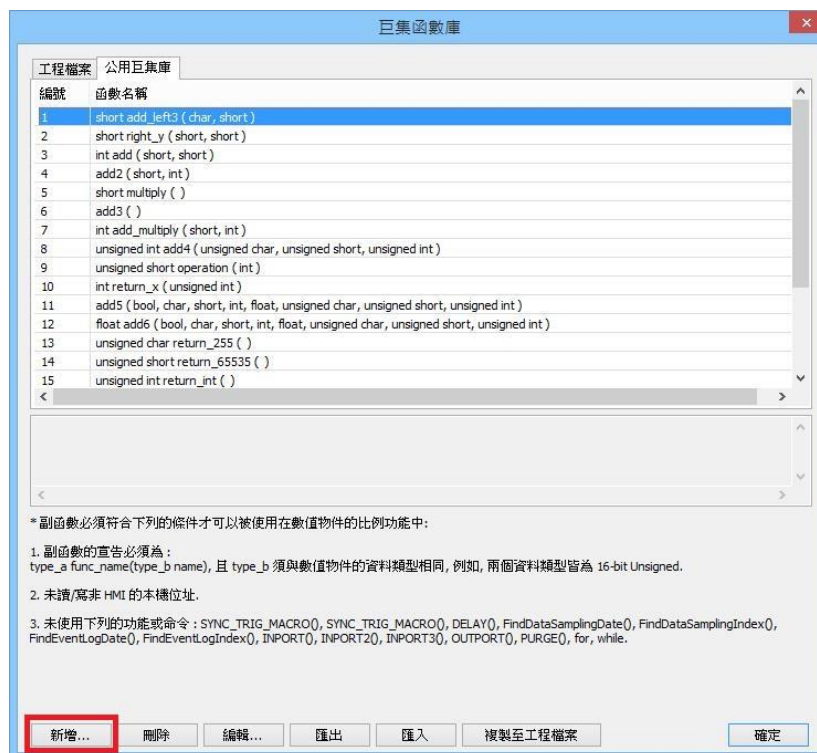 巨集函數庫
工程檔案 公用巨集庫
編號 函數名稱
1 short add_left3 ( char, short )
2 short right_y ( short, short )
3 int add ( short, short )
4 add2 ( short, int )
5 short multiply ( )
6 add3 ( )
7 int add_multiply ( short, int )
8 unsigned int add4 ( unsigned char, unsigned short, unsigned int )
9 unsigned short operation ( int )
10 int return_x ( unsigned int )
11 add5 ( bool, char, short, int, float, unsigned char, unsigned short, unsigned int )
12 float add6 ( bool, char, short, int, float, unsigned char, unsigned short, unsigned int )
13 unsigned char return_255 ( )
14 unsigned short return_65535 ( )
15 unsigned int return_int ( )
* 副函數必須符合下列的條件才可以被使用在數值物件的比例功能中:
1. 副函數的宣告必須為 :
type_a func_name(type_b name), 且 type_b 須與數值物件的資料類型相同, 例如, 兩個資料類型皆為 16-bit Unsigned.
2. 未讀/寫非 HMI 的本機位址.
3. 未使用下列的功能或命令 : SYNC_TRIG_MACRO(), SYNC_TRIG_MACRO(), DELAY(), FindDataSamplingDate(), FindDataSamplingIndex(),
FindEventLogDate(), FindEventLogIndex(), INPORT(), INPORT2(), INPORT3(), OUTPORT(), PURGE(), for, while.
新增... 刪除 編輯... 匯出 匯入 複製至工程檔案 確定